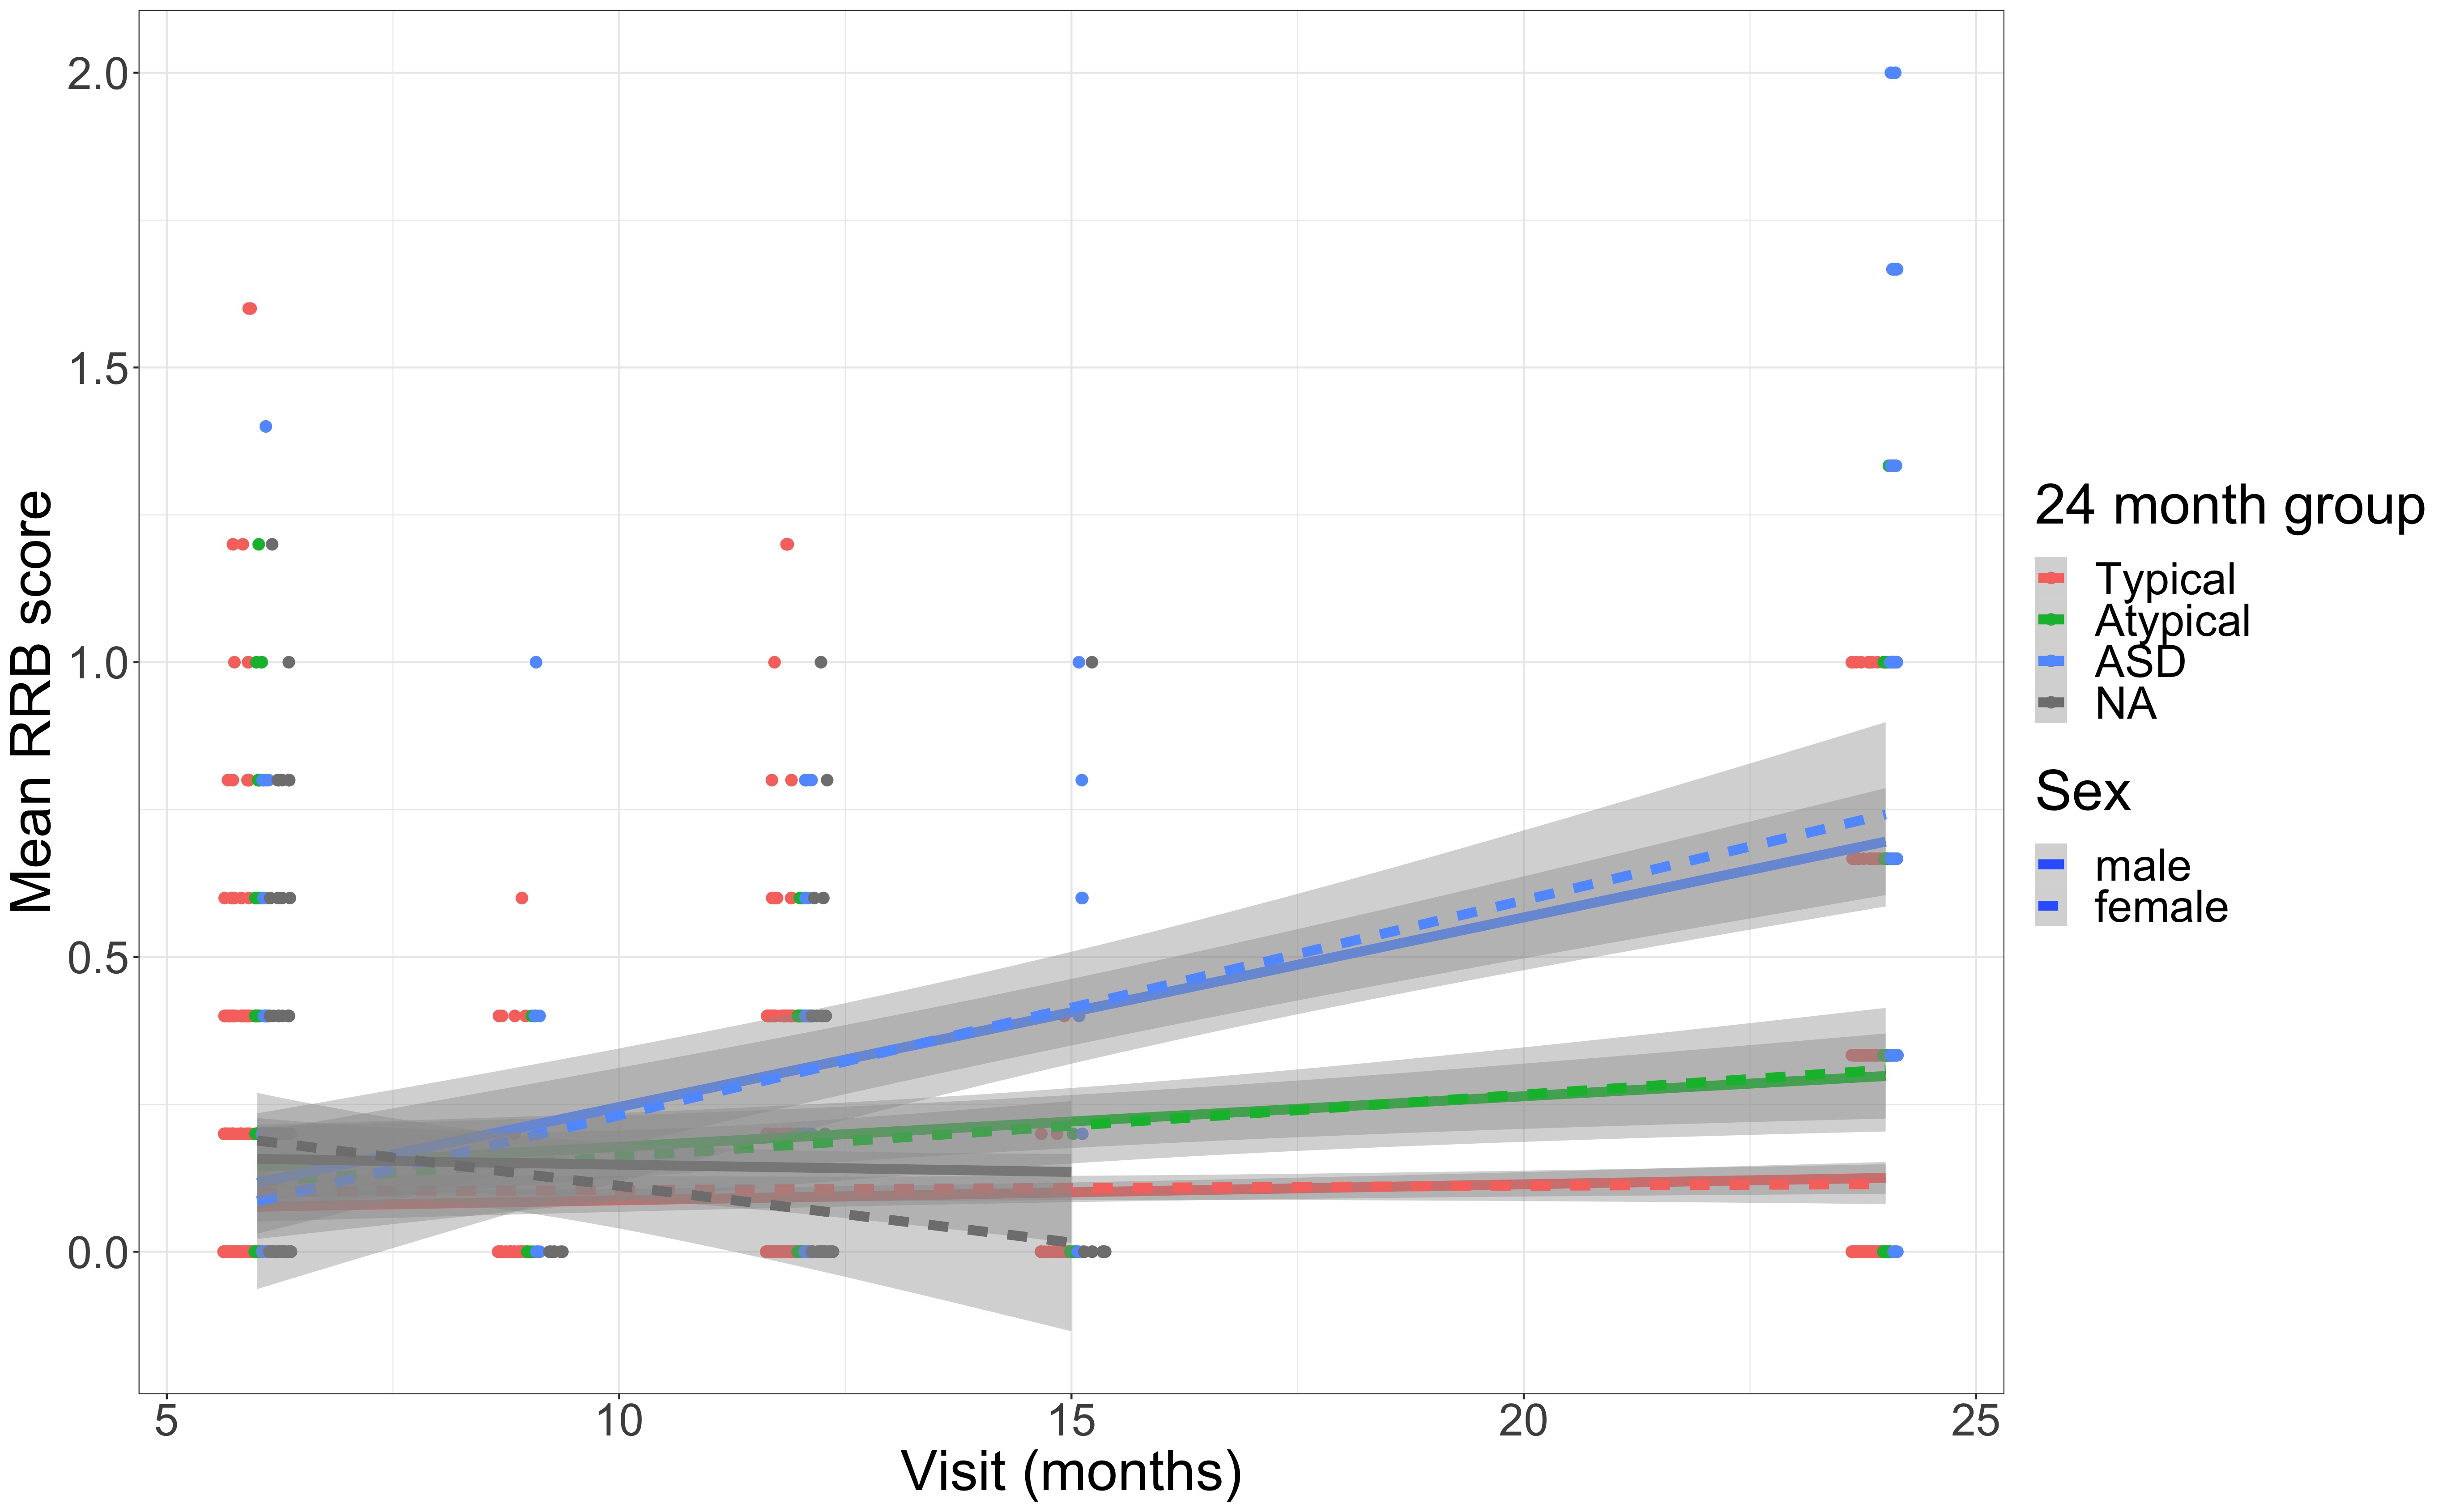 Mean RRB score
2.0
1.5
1.0
0.5
0.0
5
10
15
20
25
Visit (months)
24 month group
Typical
Atypical
ASD
NA
Sex
male
female